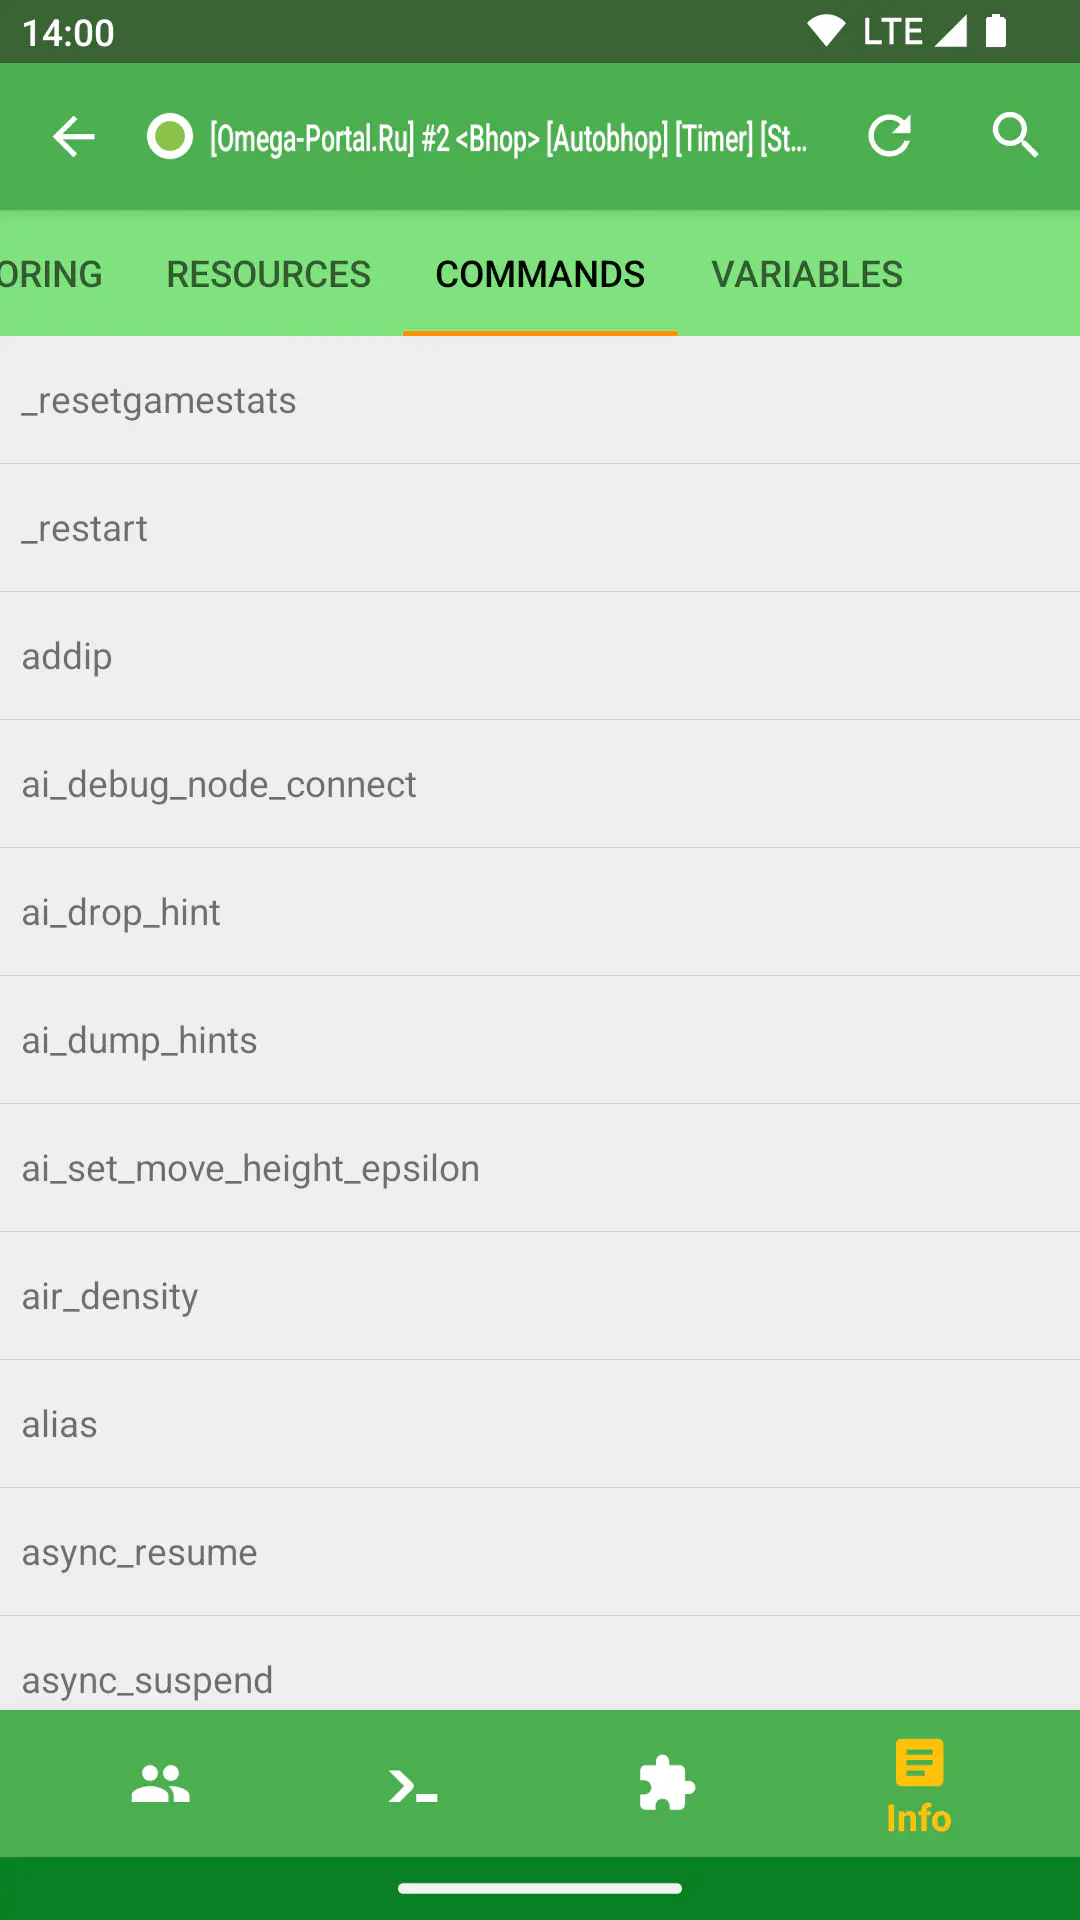 14:00 LTE
[Omega-Portal.Ru] #2 <Bhop> [Autobhop] [Timer] [St...
ORING RESOURCES COMMANDS VARIABLES
_resetgamestats
_restart
addip
ai_debug_node_connect
ai_drop_hint
ai_dump_hints
ai_set_move_height_epsilon
air_density
alias
async_resume
async_suspend
Info